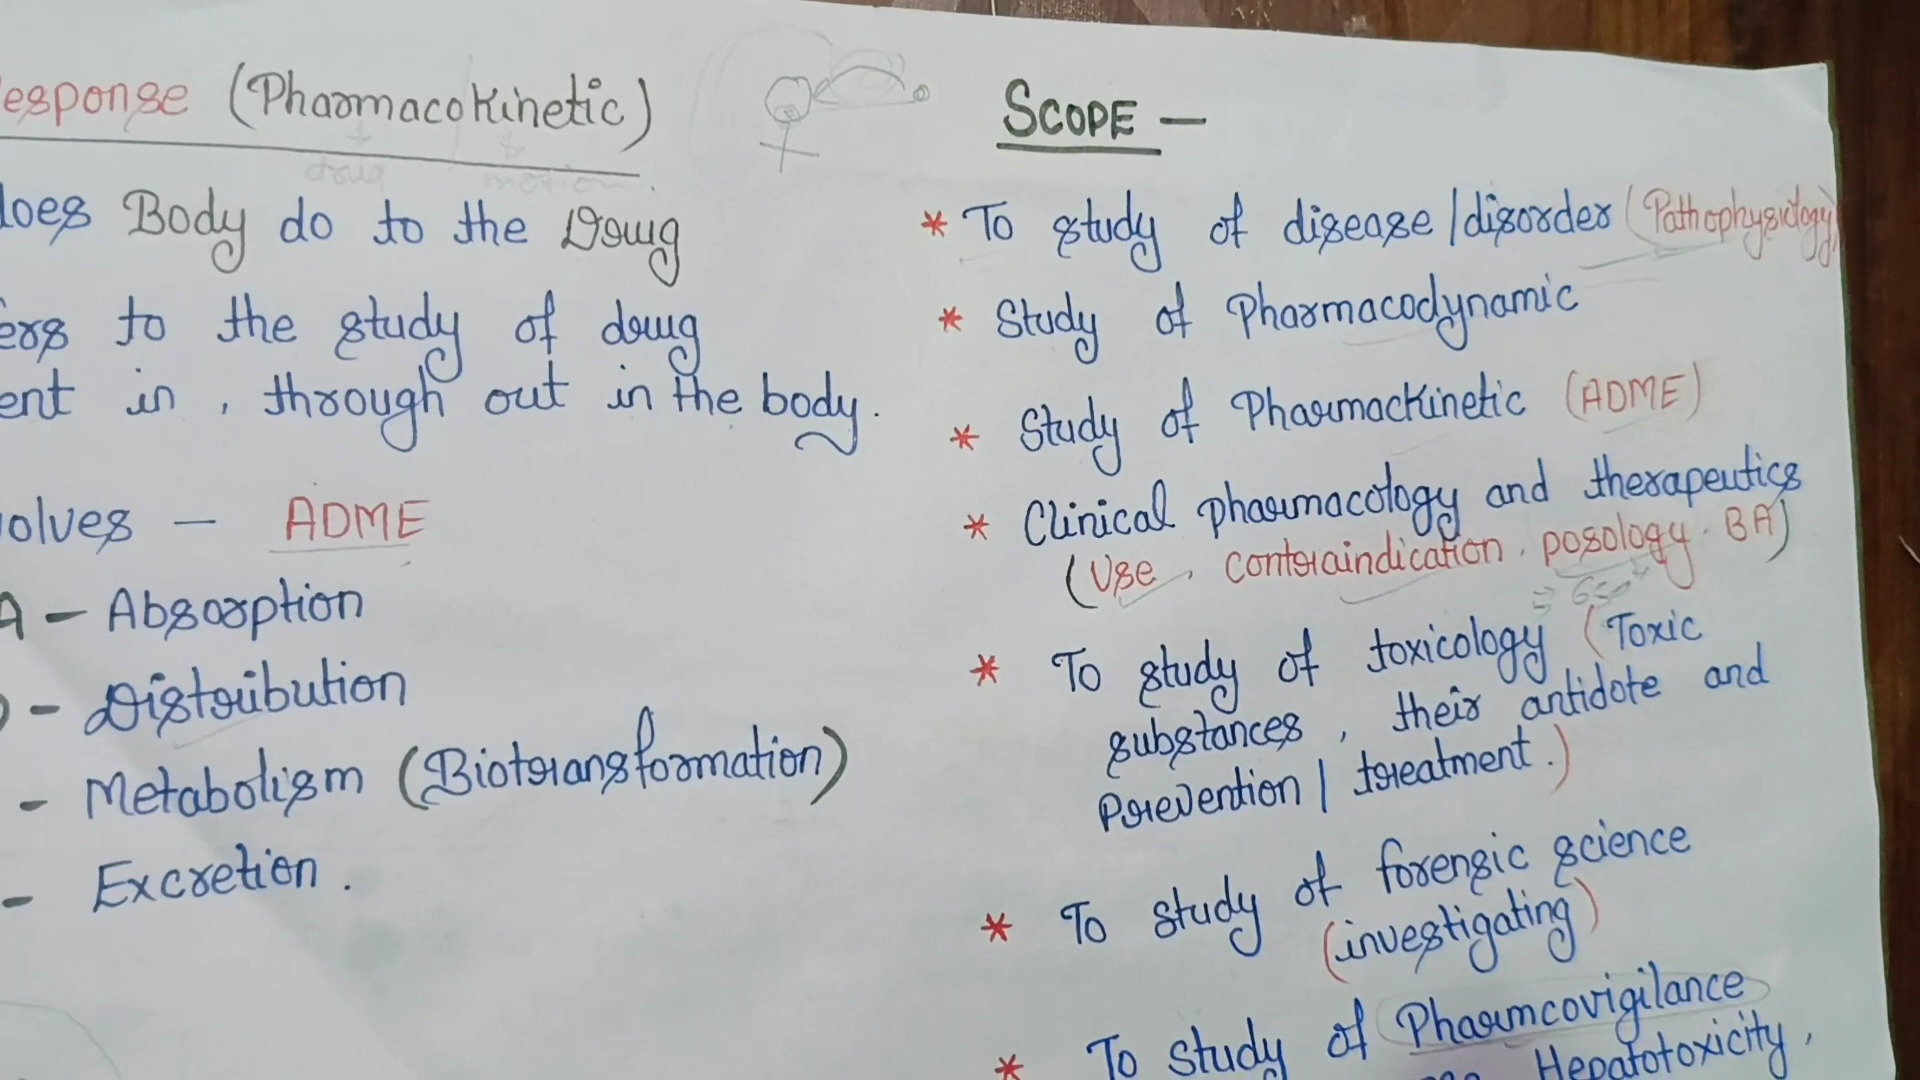 esponse (Pharmacokinetic)
drug motion
does Body do to the Drug
ers to the study of drug
ent in, through out in the body.
olves - ADME
A - Absorption
- Distribution
- Metabolism (Biotransformation)
- Excretion.
SCOPE -
* To study of disease/disorder (Pathophysiology)
* Study of Pharmacodynamic
* Study of Pharmackinetic (ADME)
* Clinical pharmacology and therapeutics
(Use, contraindication, posology. BA)
* To study of toxicology (Toxic
substances, their antidote and
Prevention / treatment.)
* To study of forensic science
(investigating)
* To study of Pharmcovigilance
Hepatotoxicity,